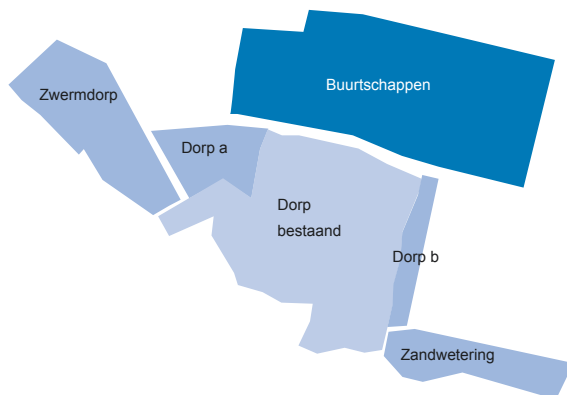 Buurtschappen
Zwermdorp
Dorp a
Dorp
bestaand
Dorp b
Zandwetering